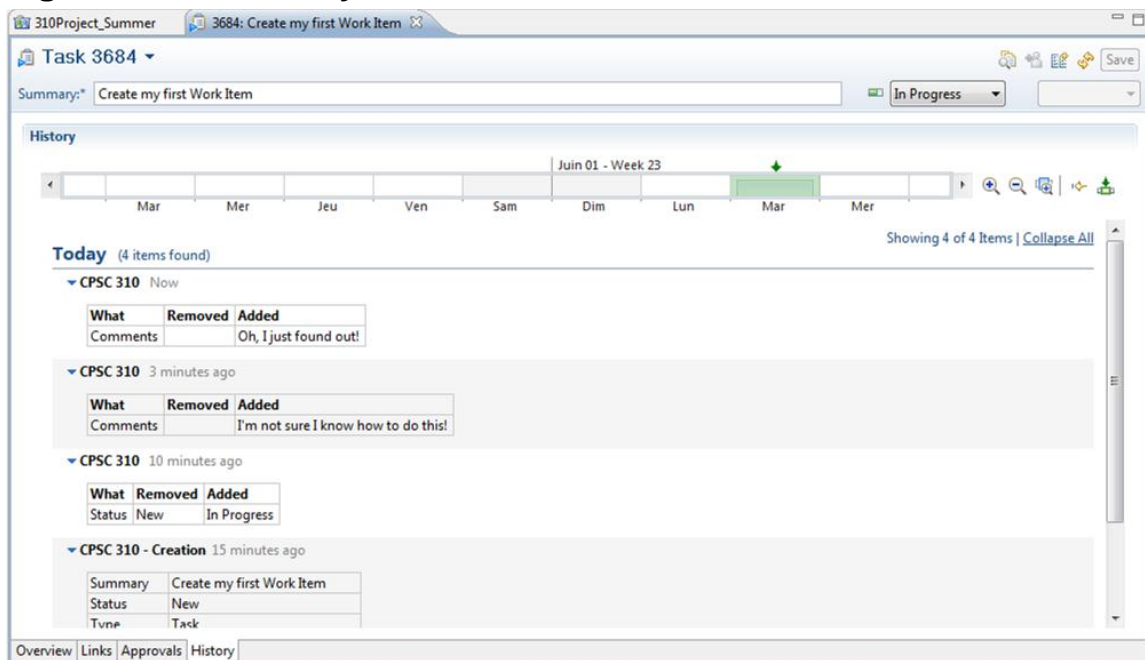 310Project_Summer 3684: Create my first Work Item
Task 3684 Save
Summary:* Create my first Work Item In Progress
History
Juin 01 - Week 23
Mar Mer Jeu Ven Sam Dim Lun Mar Mer
Showing 4 of 4 Items | Collapse All
Today (4 items found)
CPSC 310 Now
What Removed Added
Comments Oh, I just found out!
CPSC 310 3 minutes ago
What Removed Added
Comments I'm not sure I know how to do this!
CPSC 310 10 minutes ago
What Removed Added
Status New In Progress
CPSC 310 - Creation 15 minutes ago
Summary Create my first Work Item
Status New
Type Task
Overview Links Approvals History